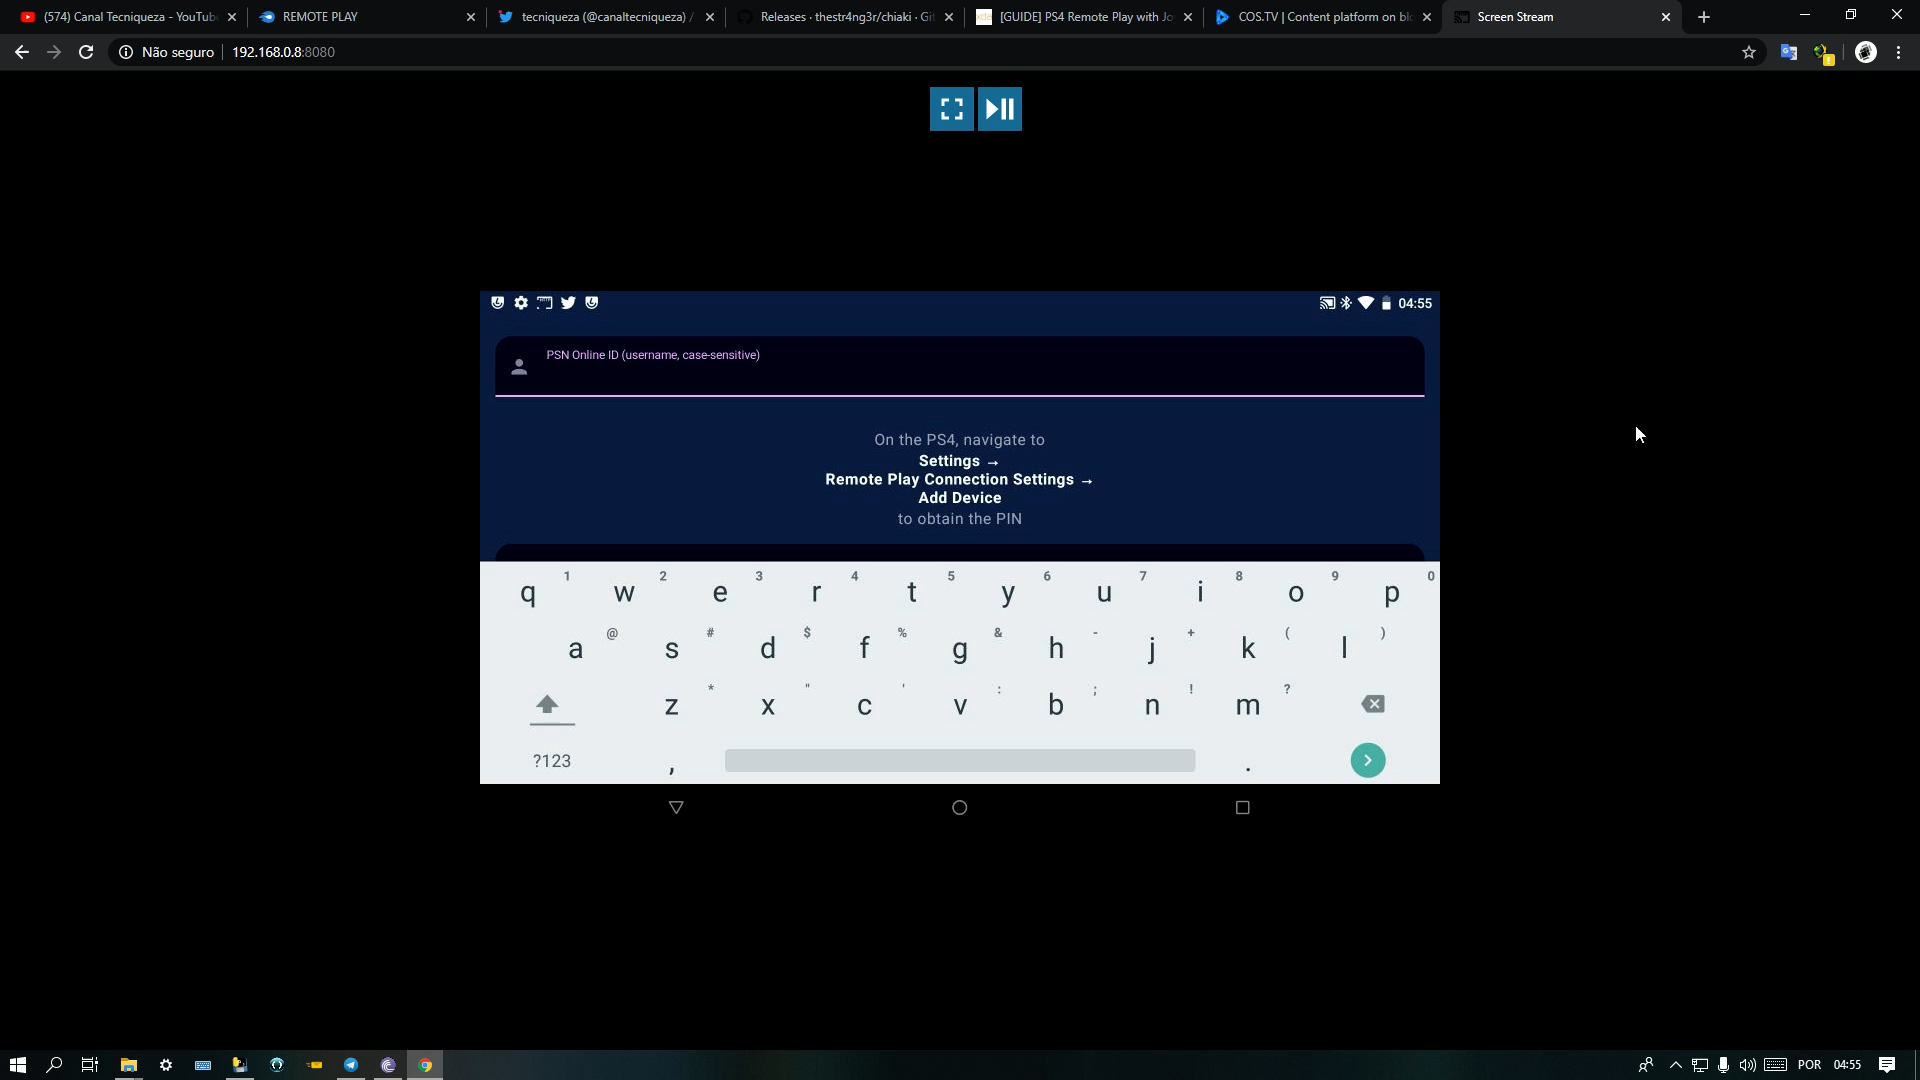 (574) Canal Tecniqueza - YouTub
REMOTE PLAY
tecniqueza (@canaltecniqueza) /
Releases · thestr4ng3r/chiaki · Git
[GUIDE] PS4 Remote Play with Jo
COS.TV | Content platform on blo
Screen Stream
Não seguro
192.168.0.8:8080
04:55
PSN Online ID (username, case-sensitive)
On the PS4, navigate to
Settings →
Remote Play Connection Settings →
Add Device
to obtain the PIN
1 2 3 4 5 6 7 8 9 0
q w e r t y u i o p
@ # $ % & - + ( )
a s d f g h j k l
* " ' : ; ! ?
z x c v b n m
?123 , .
POR 04:55